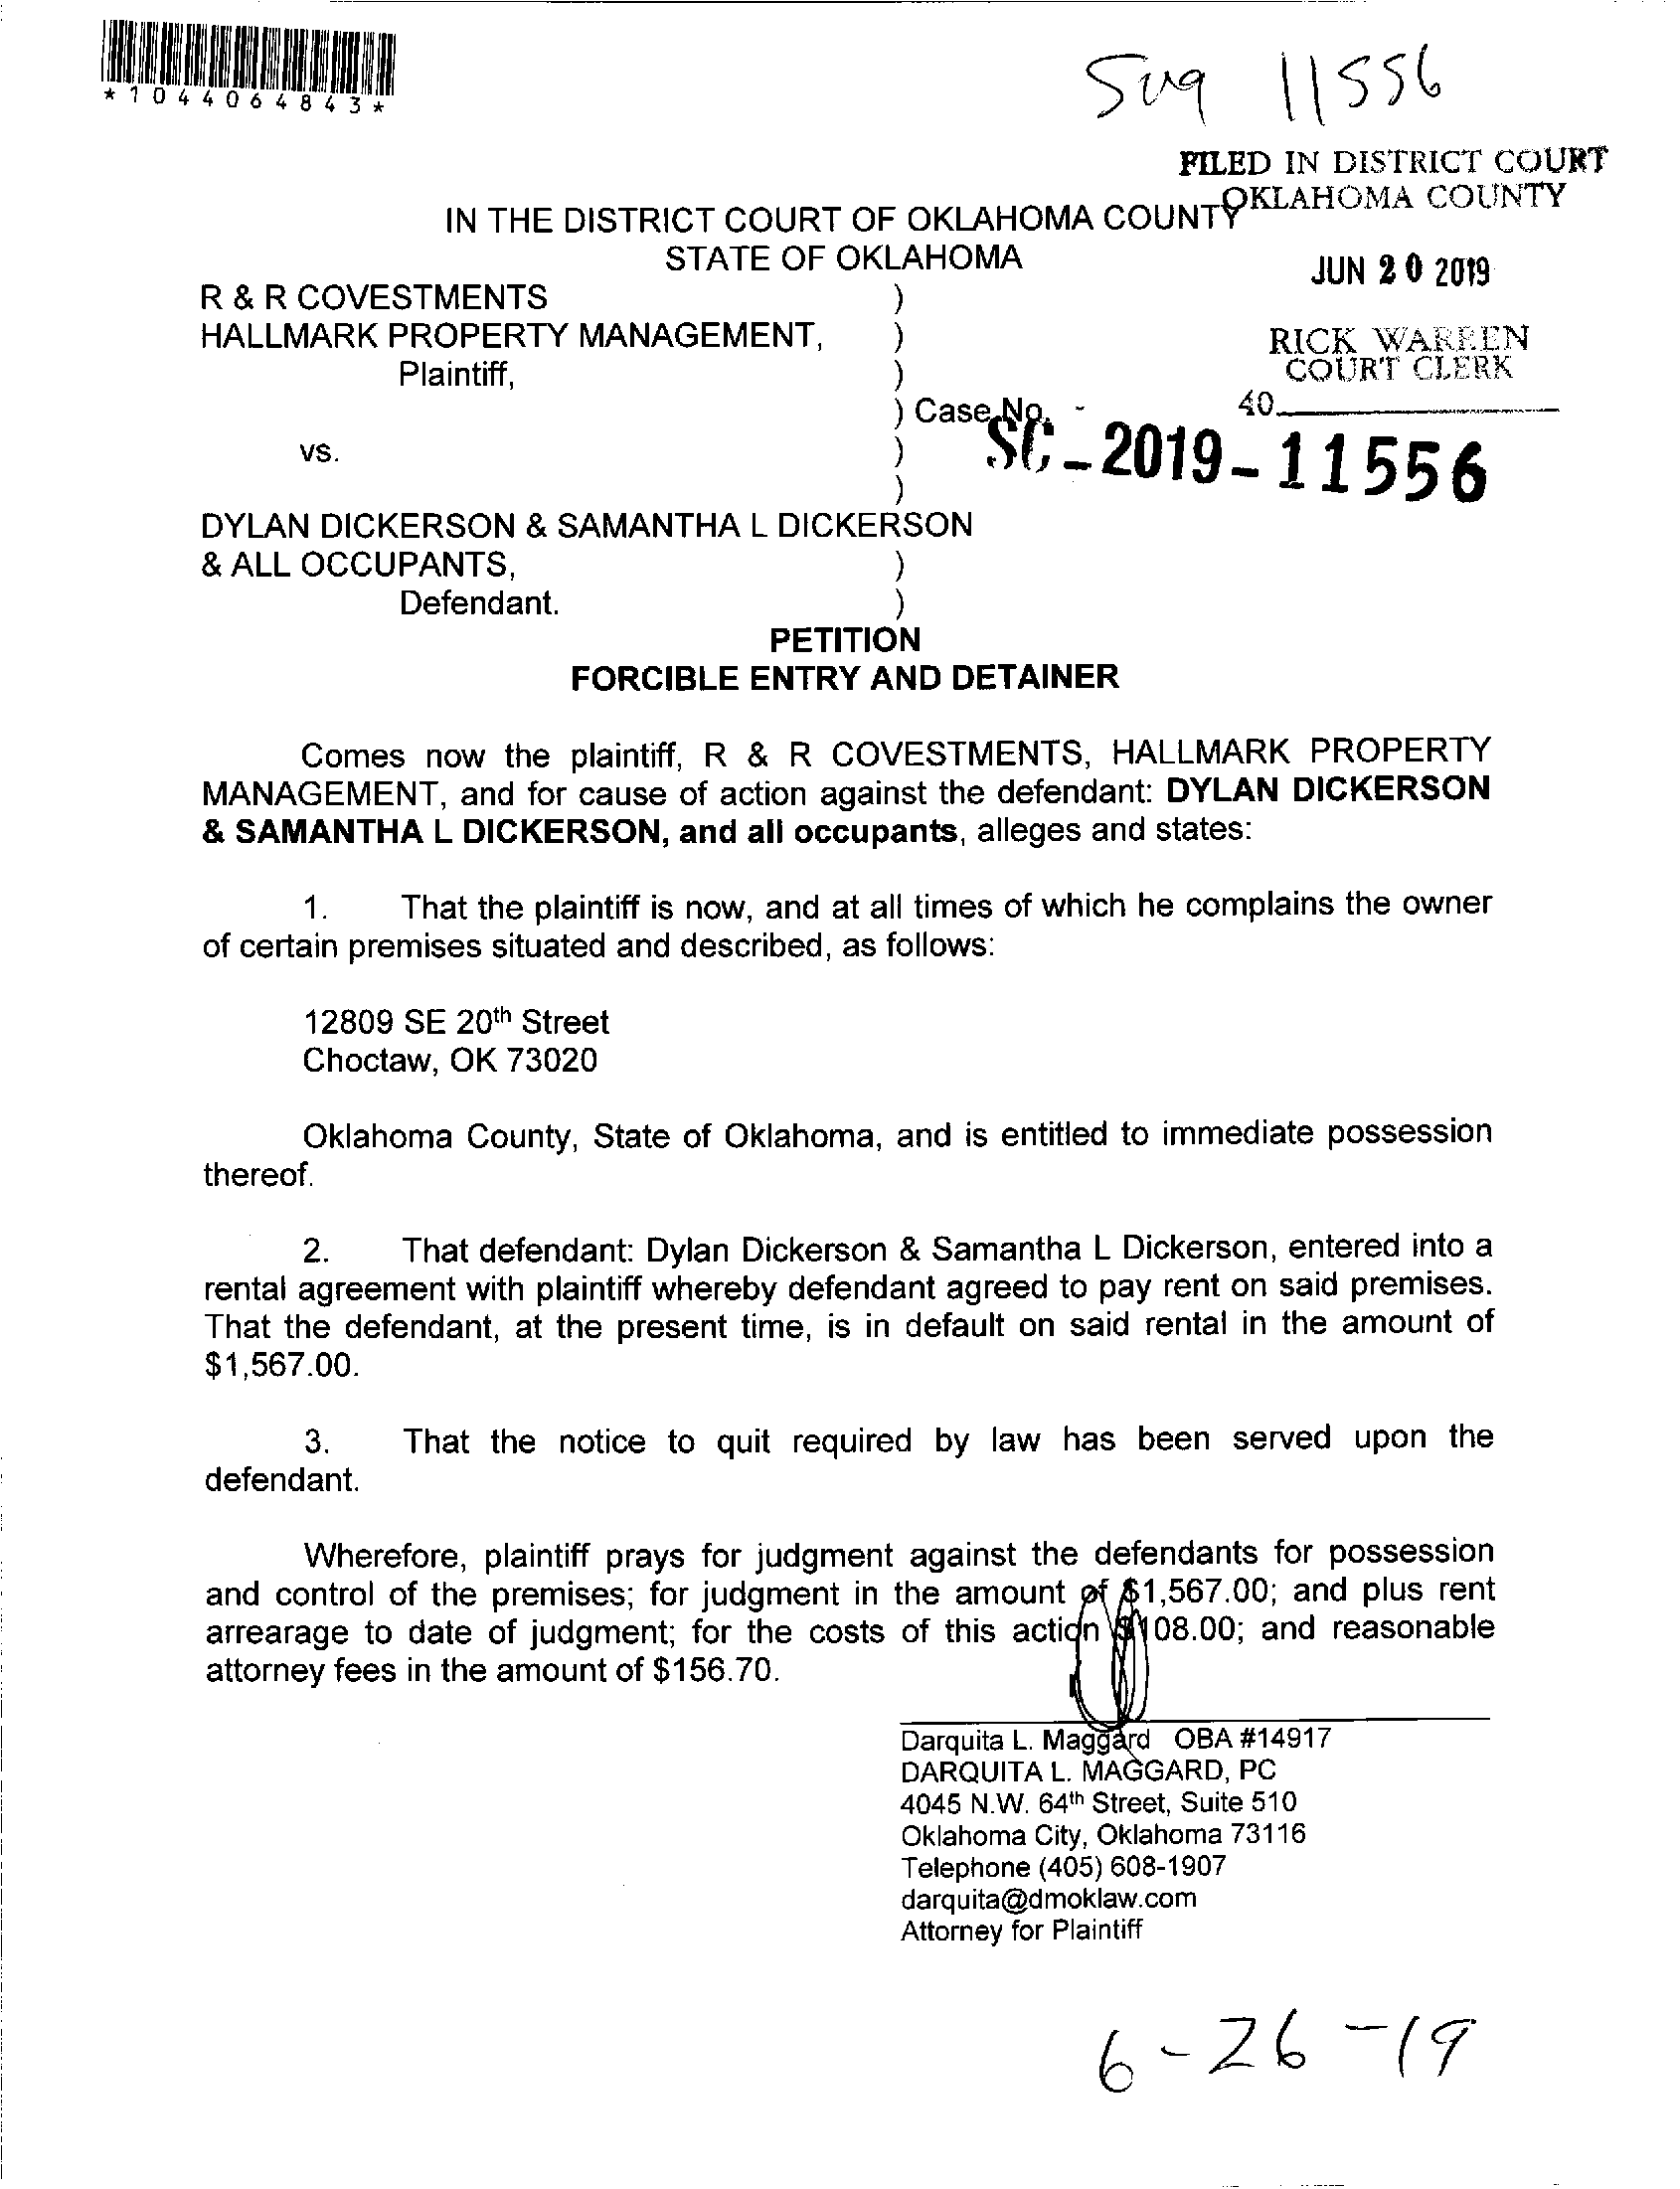 *1044064843*
11556
FILED IN DISTRICT COURT
OKLAHOMA COUNTY
IN THE DISTRICT COURT OF OKLAHOMA COUNTY
STATE OF OKLAHOMA
JUN 20 2019
R & R COVESTMENTS )
HALLMARK PROPERTY MANAGEMENT, )
RICK WARREN
COURT CLERK
Plaintiff, )
) Case No. -
40
SC-2019-11556
vs. )
)
DYLAN DICKERSON & SAMANTHA L DICKERSON
& ALL OCCUPANTS, )
Defendant. )
PETITION
FORCIBLE ENTRY AND DETAINER
Comes now the plaintiff, R & R COVESTMENTS, HALLMARK PROPERTY
MANAGEMENT, and for cause of action against the defendant: DYLAN DICKERSON
& SAMANTHA L DICKERSON, and all occupants, alleges and states:
1. That the plaintiff is now, and at all times of which he complains the owner
of certain premises situated and described, as follows:
12809 SE 20th Street
Choctaw, OK 73020
Oklahoma County, State of Oklahoma, and is entitled to immediate possession
thereof.
2. That defendant: Dylan Dickerson & Samantha L Dickerson, entered into a
rental agreement with plaintiff whereby defendant agreed to pay rent on said premises.
That the defendant, at the present time, is in default on said rental in the amount of
$1,567.00.
3. That the notice to quit required by law has been served upon the
defendant.
Wherefore, plaintiff prays for judgment against the defendants for possession
and control of the premises; for judgment in the amount of $1,567.00; and plus rent
arrearage to date of judgment; for the costs of this action $108.00; and reasonable
attorney fees in the amount of $156.70.
Darquita L. Maggard OBA #14917
DARQUITA L. MAGGARD, PC
4045 N.W. 64th Street, Suite 510
Oklahoma City, Oklahoma 73116
Telephone (405) 608-1907
darquita@dmoklaw.com
Attorney for Plaintiff
6-26-19